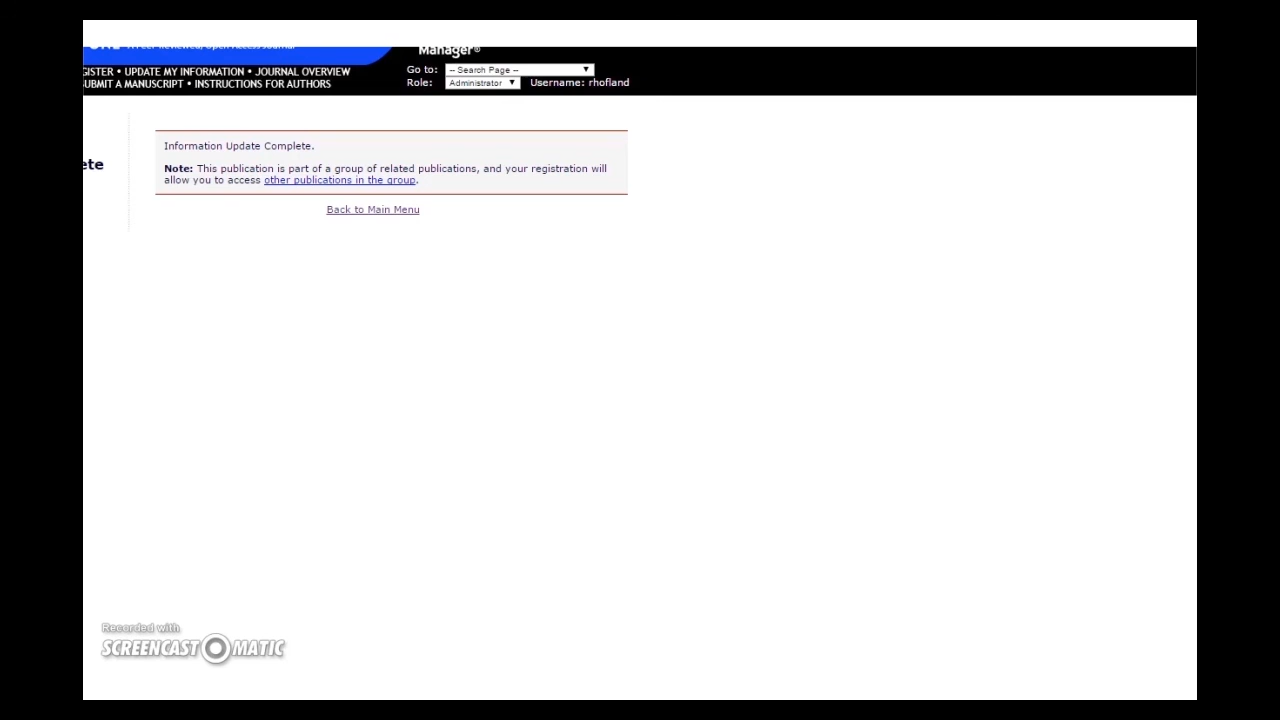 Manager®
GISTER • UPDATE MY INFORMATION • JOURNAL OVERVIEW
UBMIT A MANUSCRIPT • INSTRUCTIONS FOR AUTHORS
Go to: -- Search Page --
Role: Administrator Username: rhofland
ete
Information Update Complete.
Note: This publication is part of a group of related publications, and your registration will
allow you to access other publications in the group.
Back to Main Menu
Recorded with
SCREENCAST MATIC